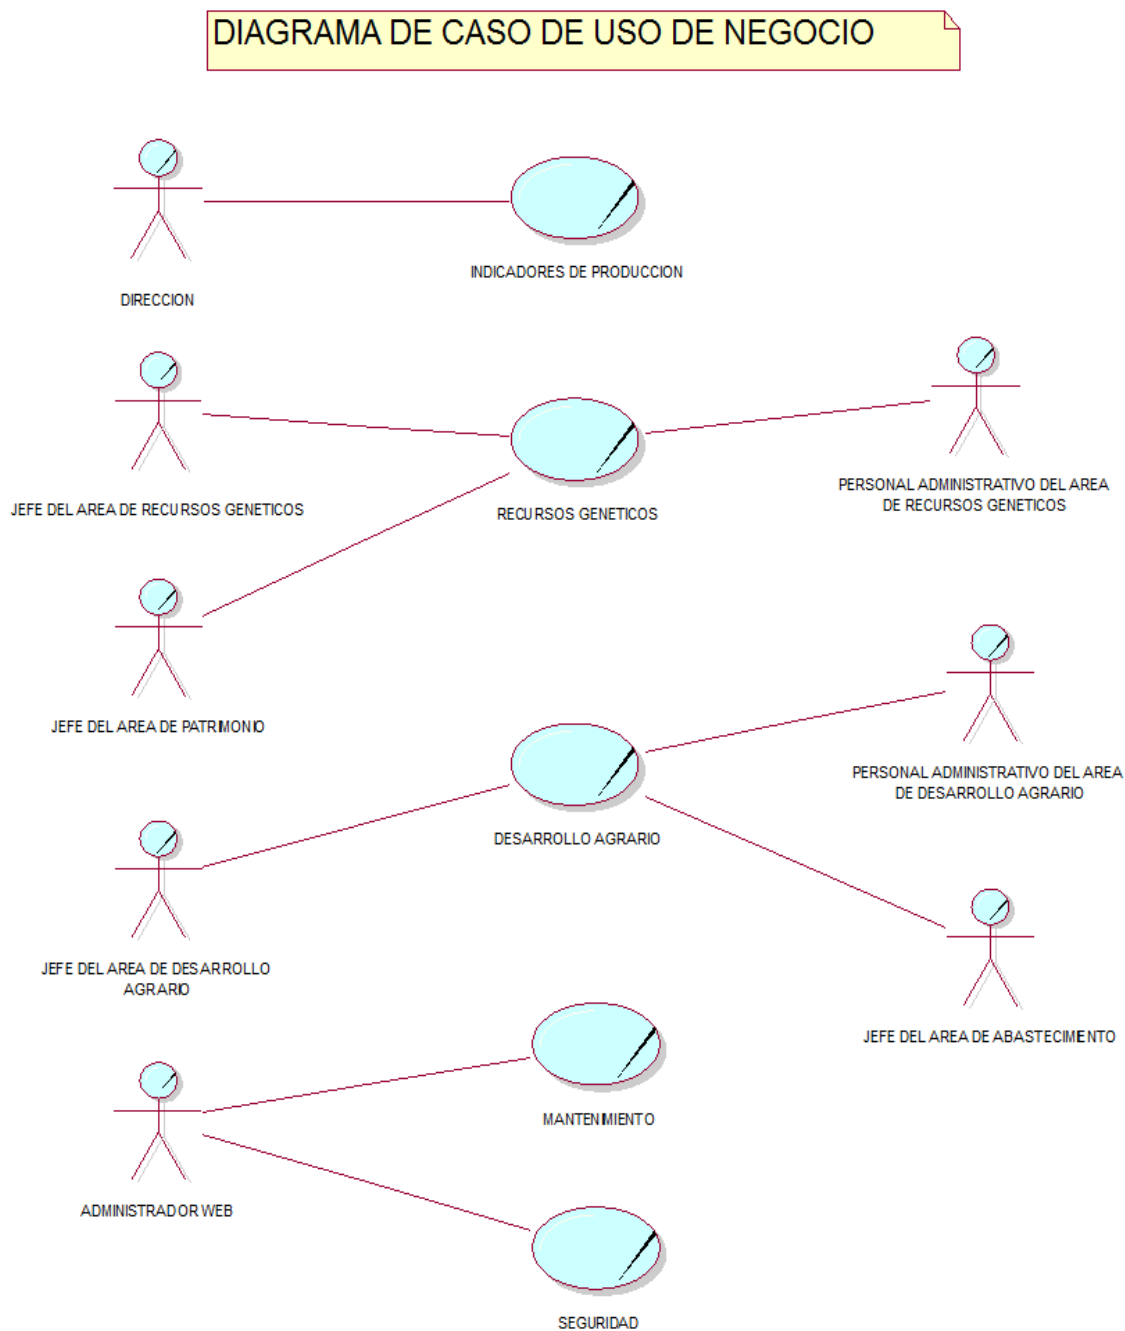 DIAGRAMA DE CASO DE USO DE NEGOCIO
DIRECCION
INDICADORES DE PRODUCCION
JEFE DEL AREA DE RECURSOS GENETICOS
RECURSOS GENETICOS
PERSONAL ADMINISTRATIVO DEL AREA
DE RECURSOS GENETICOS
JEFE DEL AREA DE PATRIMONIO
PERSONAL ADMINISTRATIVO DEL AREA
DE DESARROLLO AGRARIO
DESARROLLO AGRARIO
JEFE DEL AREA DE DESARROLLO
AGRARIO
JEFE DEL AREA DE ABASTECIMENTO
MANTENIMIENTO
ADMINISTRADOR WEB
SEGURIDAD